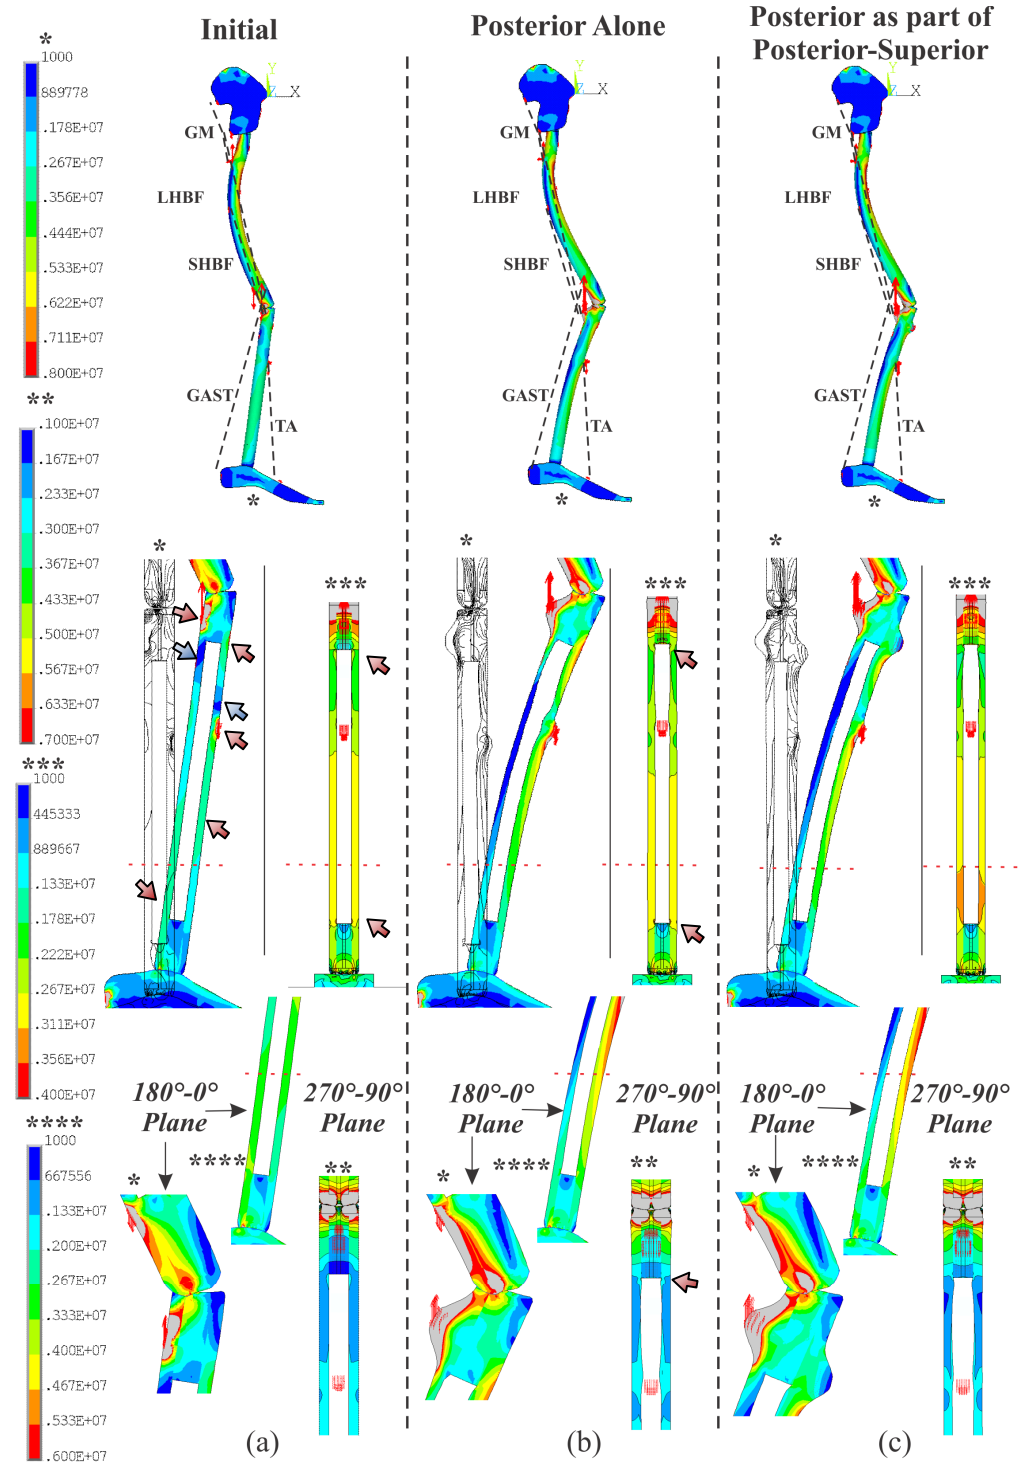 Initial
Posterior Alone
Posterior as part of
Posterior-Superior
*
1000
889778
.178E+07
.267E+07
.356E+07
.444E+07
.533E+07
.622E+07
.711E+07
.800E+07
**
.100E+07
.167E+07
.233E+07
.300E+07
.367E+07
.433E+07
.500E+07
.567E+07
.633E+07
.700E+07
***
1000
445333
889667
.133E+07
.178E+07
.222E+07
.267E+07
.311E+07
.356E+07
.400E+07
****
1000
667556
.133E+07
.200E+07
.267E+07
.333E+07
.400E+07
.467E+07
.533E+07
.600E+07
Y
Z
X
GM
LHBF
SHBF
GAST
TA
*
*
***
180°-0°
Plane
270°-90°
Plane
****
*
**
(a)
Y
Z
X
GM
LHBF
SHBF
GAST
TA
*
*
***
180°-0°
Plane
270°-90°
Plane
****
*
**
(b)
Y
Z
X
GM
LHBF
SHBF
GAST
TA
*
*
***
180°-0°
Plane
270°-90°
Plane
****
*
**
(c)